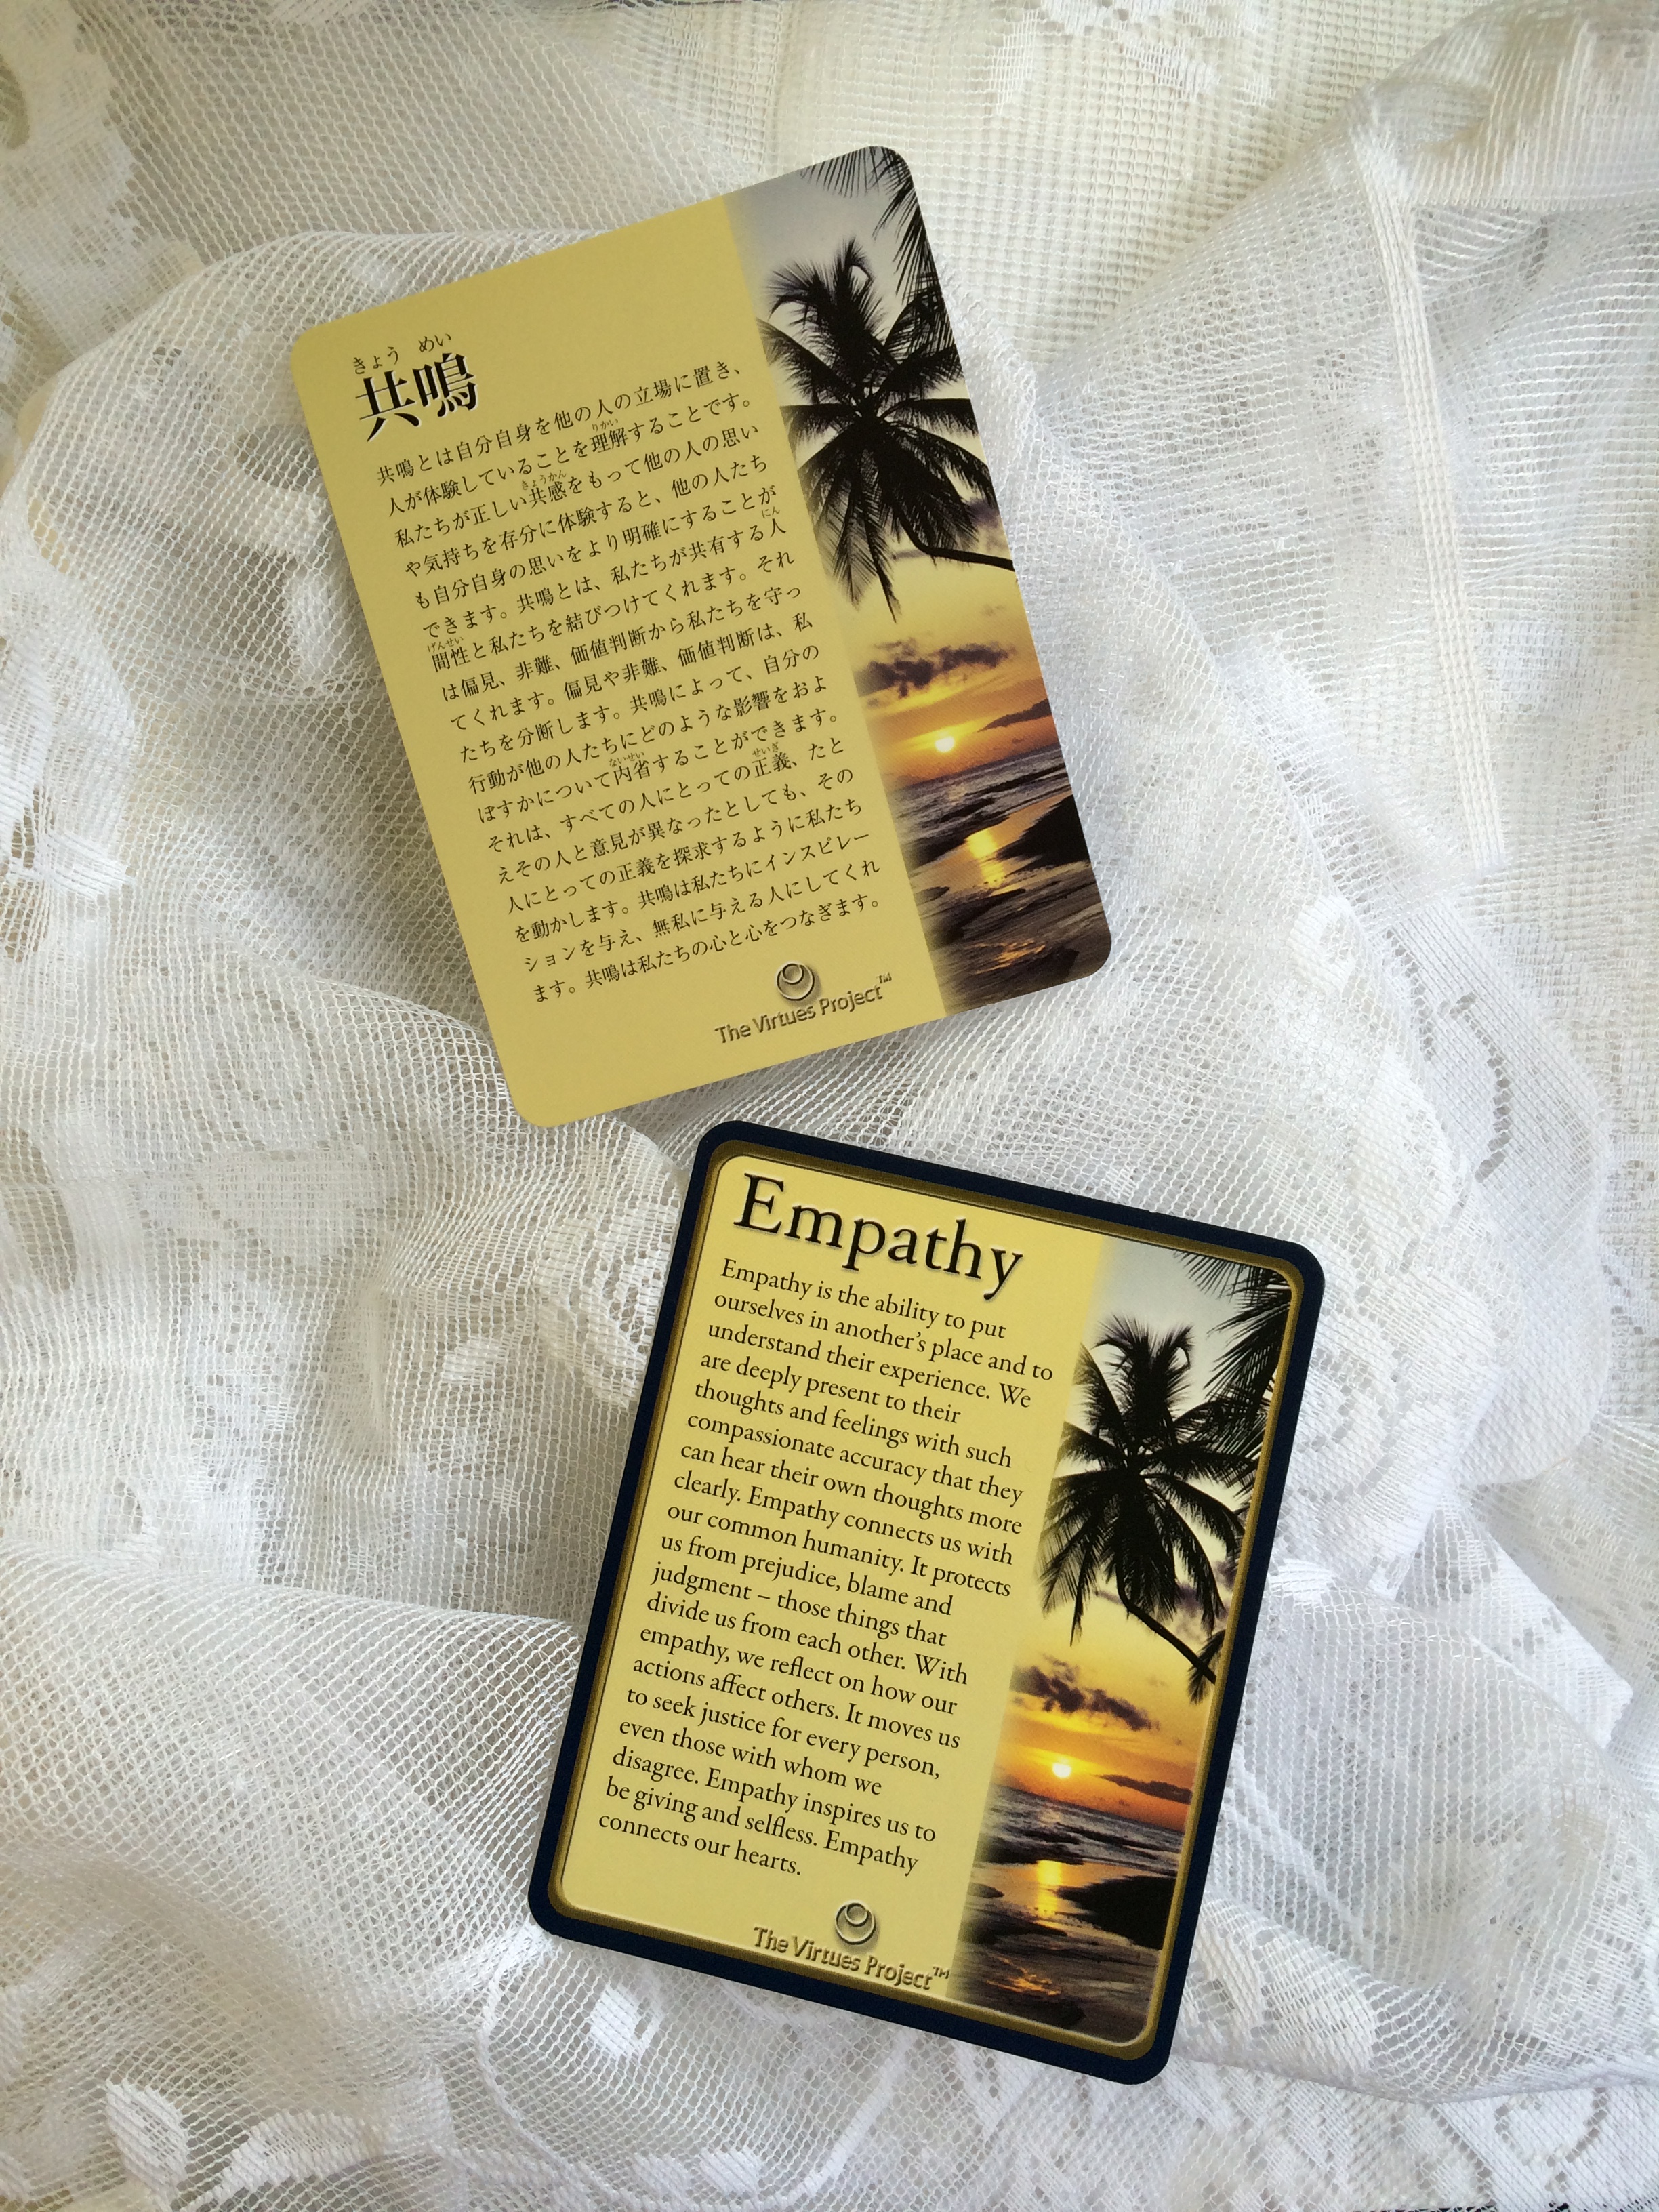 きょう めい
共鳴
共鳴とは自分自身を他の人の立場に置き、
人が体験していることを理解することです。
りかい
私たちが正しい共感をもって他の人の思い
きょうかん
や気持ちを存分に体験すると、他の人たち
も自分自身の思いをより明確にすることが
できます。共鳴とは、私たちが共有する人
にん
間性と私たちを結びつけてくれます。それ
げんせい
は偏見、非難、価値判断から私たちを守っ
てくれます。偏見や非難、価値判断は、私
たちを分断します。共鳴によって、自分の
行動が他の人たちにどのような影響をおよ
ぼすかについて内省することができます。
ないせい
それは、すべての人にとっての正義、たと
せいぎ
えその人と意見が異なったとしても、その
人にとっての正義を探求するように私たち
を動かします。共鳴は私たちにインスピレー
ションを与え、無私に与える人にしてくれ
ます。共鳴は私たちの心と心をつなぎます。
The Virtues Project™
Empathy
Empathy is the ability to put
ourselves in another's place and to
understand their experience. We
are deeply present to their
thoughts and feelings with such
compassionate accuracy that they
can hear their own thoughts more
clearly. Empathy connects us with
our common humanity. It protects
us from prejudice, blame and
judgment – those things that
divide us from each other. With
empathy, we reflect on how our
actions affect others. It moves us
to seek justice for every person,
even those with whom we
disagree. Empathy inspires us to
be giving and selfless. Empathy
connects our hearts.
The Virtues Project™